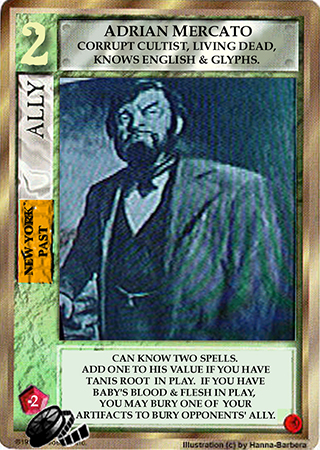 2
ADRIAN MERCATO
CORRUPT CULTIST, LIVING DEAD,
KNOWS ENGLISH & GLYPHS.
ALLY
NEW YORK
PAST
CAN KNOW TWO SPELLS.
ADD ONE TO HIS VALUE IF YOU HAVE
TANIS ROOT IN PLAY. IF YOU HAVE
BABY'S BLOOD & FLESH IN PLAY,
YOU MAY BURY ONE OF YOUR
ARTIFACTS TO BURY OPPONENTS' ALLY.
-2
Illustration (c) by Hanna-Barbera